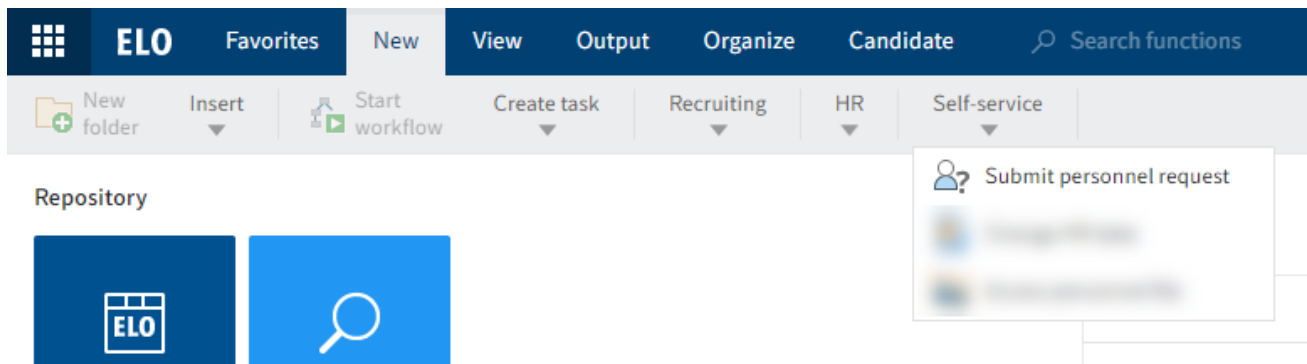 ELO Favorites New View Output Organize Candidate Search functions
New folder Insert Start workflow Create task Recruiting HR Self-service
Submit personnel request
Repository
ELO